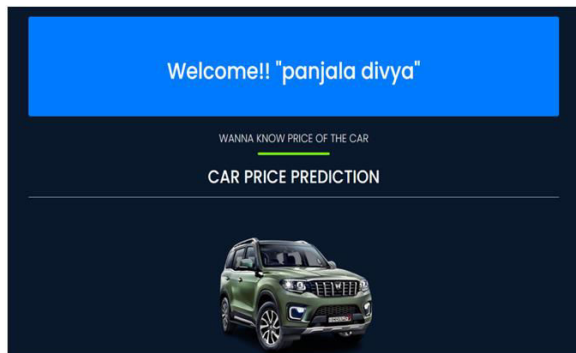 Welcome!! "panjala divya"
WANNA KNOW PRICE OF THE CAR
CAR PRICE PREDICTION